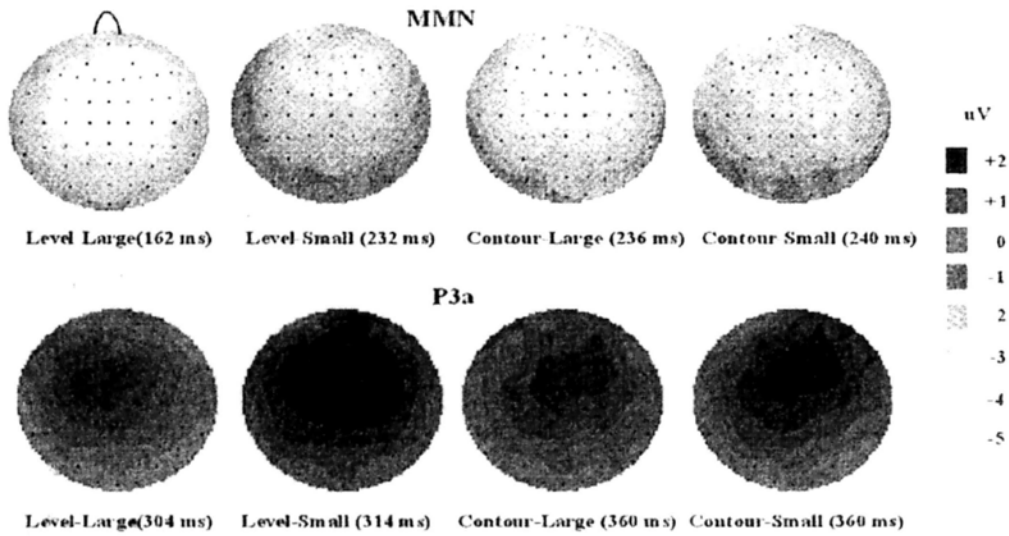 MMN
uV
+2
+1
0
-1
2
-3
-4
-5
Level Large(162 ms)
Level-Small (232 ms)
Contour-Large (236 ms)
Contour Small (240 ms)
P3a
Level-Large(304 ms)
Level-Small (314 ms)
Contour-Large (360 ms)
Contour-Small (360 ms)